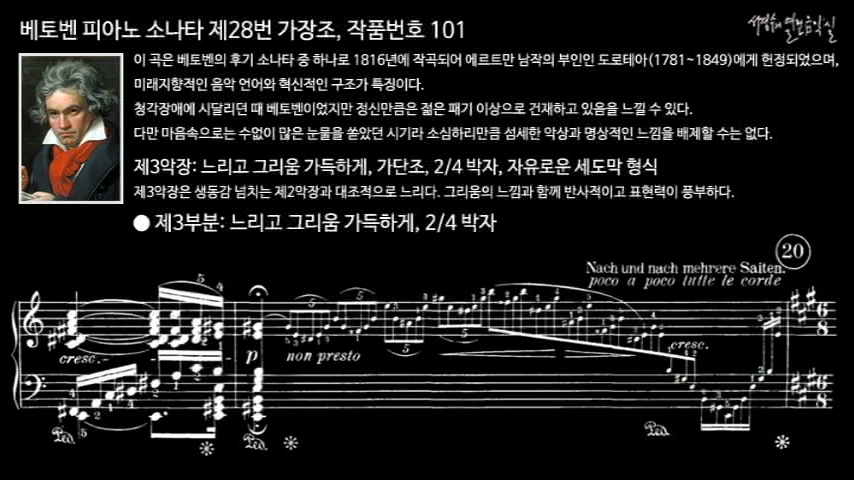 베토벤 피아노 소나타 제28번 가장조, 작품번호 101
서경수의 열린음악실
이 곡은 베토벤의 후기 소나타 중 하나로 1816년에 작곡되어 에르트만 남작의 부인인 도로테아(1781~1849)에게 헌정되었으며,
미래지향적인 음악 언어와 혁신적인 구조가 특징이다.
청각장애에 시달리던 때 베토벤이었지만 정신만큼은 젊은 패기 이상으로 건재하고 있음을 느낄 수 있다.
다만 마음속으로는 수없이 많은 눈물을 쏟았던 시기라 소심하리만큼 섬세한 악상과 명상적인 느낌을 배제할 수는 없다.
제3악장: 느리고 그리움 가득하게, 가단조, 2/4 박자, 자유로운 세도막 형식
제3악장은 생동감 넘치는 제2악장과 대조적으로 느리다. 그리움의 느낌과 함께 반사적이고 표현력이 풍부하다.
● 제3부분: 느리고 그리움 가득하게, 2/4 박자
20
Nach und nach mehrere Saiten.
poco a poco tutte le corde
cresc. p non presto cresc.
Ped. * Ped. * Ped. *